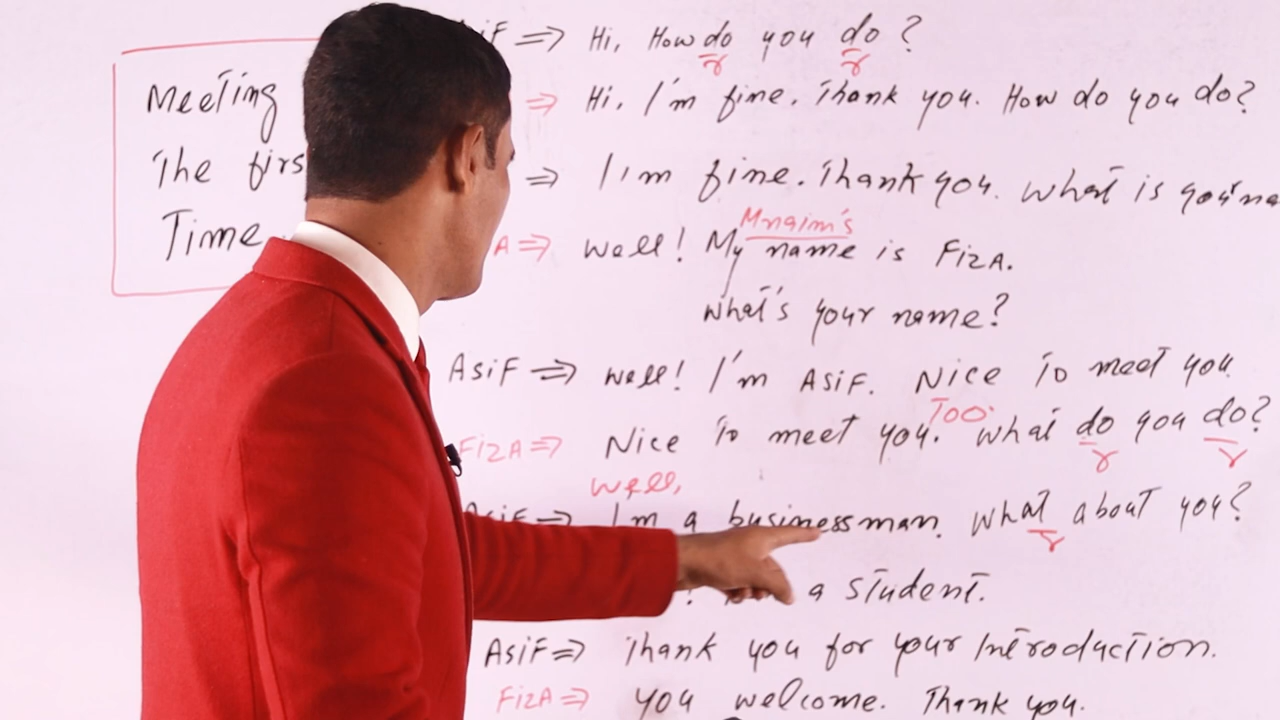 Meeting
The firs
Time
iF ⇒ Hi, How do you do ?
r r
⇒ Hi, I'm fine. Thank you. How do you do?
⇒ I'm fine. Thank you. What is your na
Mnaim's
A ⇒ Well! My name is FizA.
What's your name?
AsiF ⇒ Well! I'm AsiF. Nice to meet you
Too.
FizA ⇒ Nice to meet you. What do you do?
r r
Well,
AsiF ⇒ I'm a businessman. What about you?
r
a student.
AsiF ⇒ Thank you for your Introduction.
FizA ⇒ You welcome. Thank you.